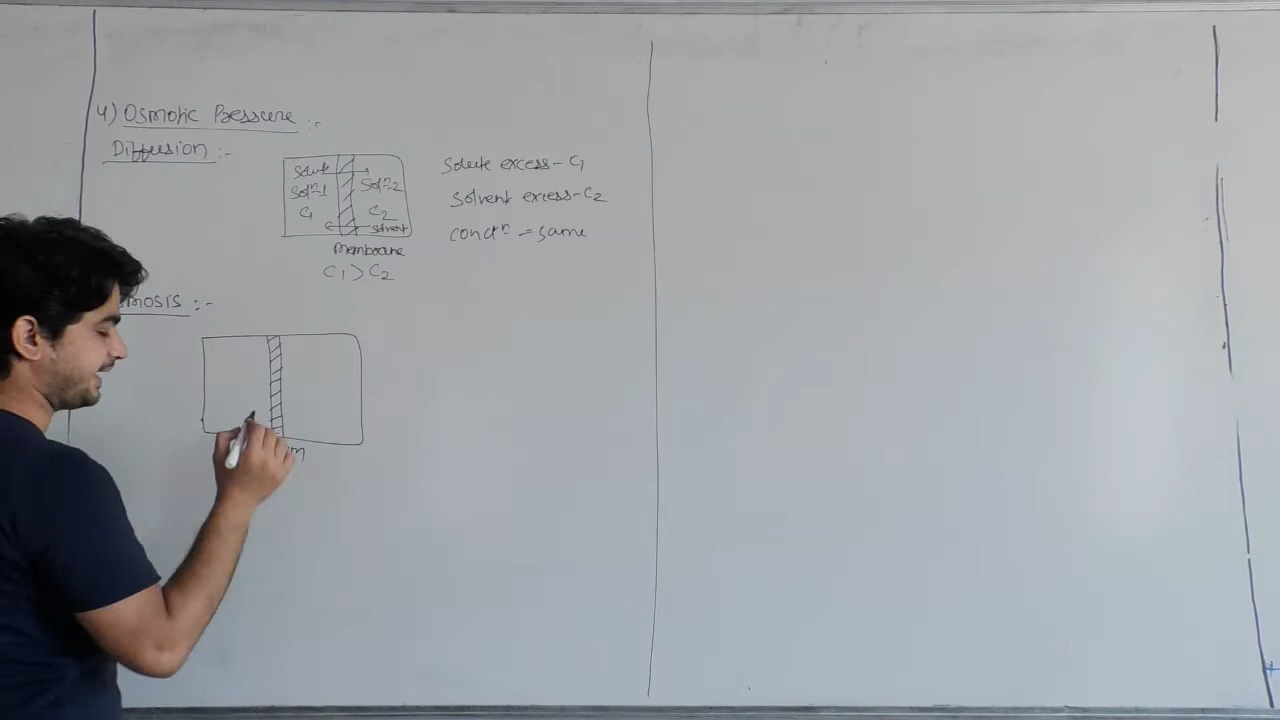 4) Osmotic Pressure :-
Diffusion :-
Solute
Solⁿ-1
Solⁿ-2
C₁
C₂
Solvent
Membrane
C₁ > C₂
Solute excess - C₁
Solvent excess - C₂
concⁿ - same
smosis :-
m